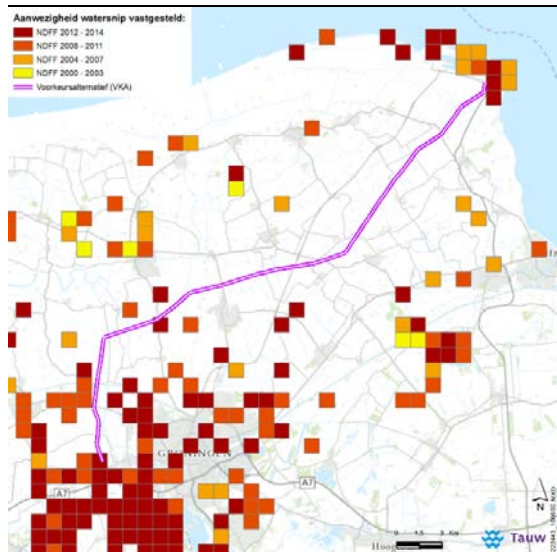 Aanwezigheid watersnip vastgesteld:
NDFF 2012 - 2014
NDFF 2008 - 2011
NDFF 2004 - 2007
NDFF 2000 - 2003
Voorkeursalternatief (VKA)
GRONINGEN
A7
A7
N
0 1,5 3 Km
Tauw